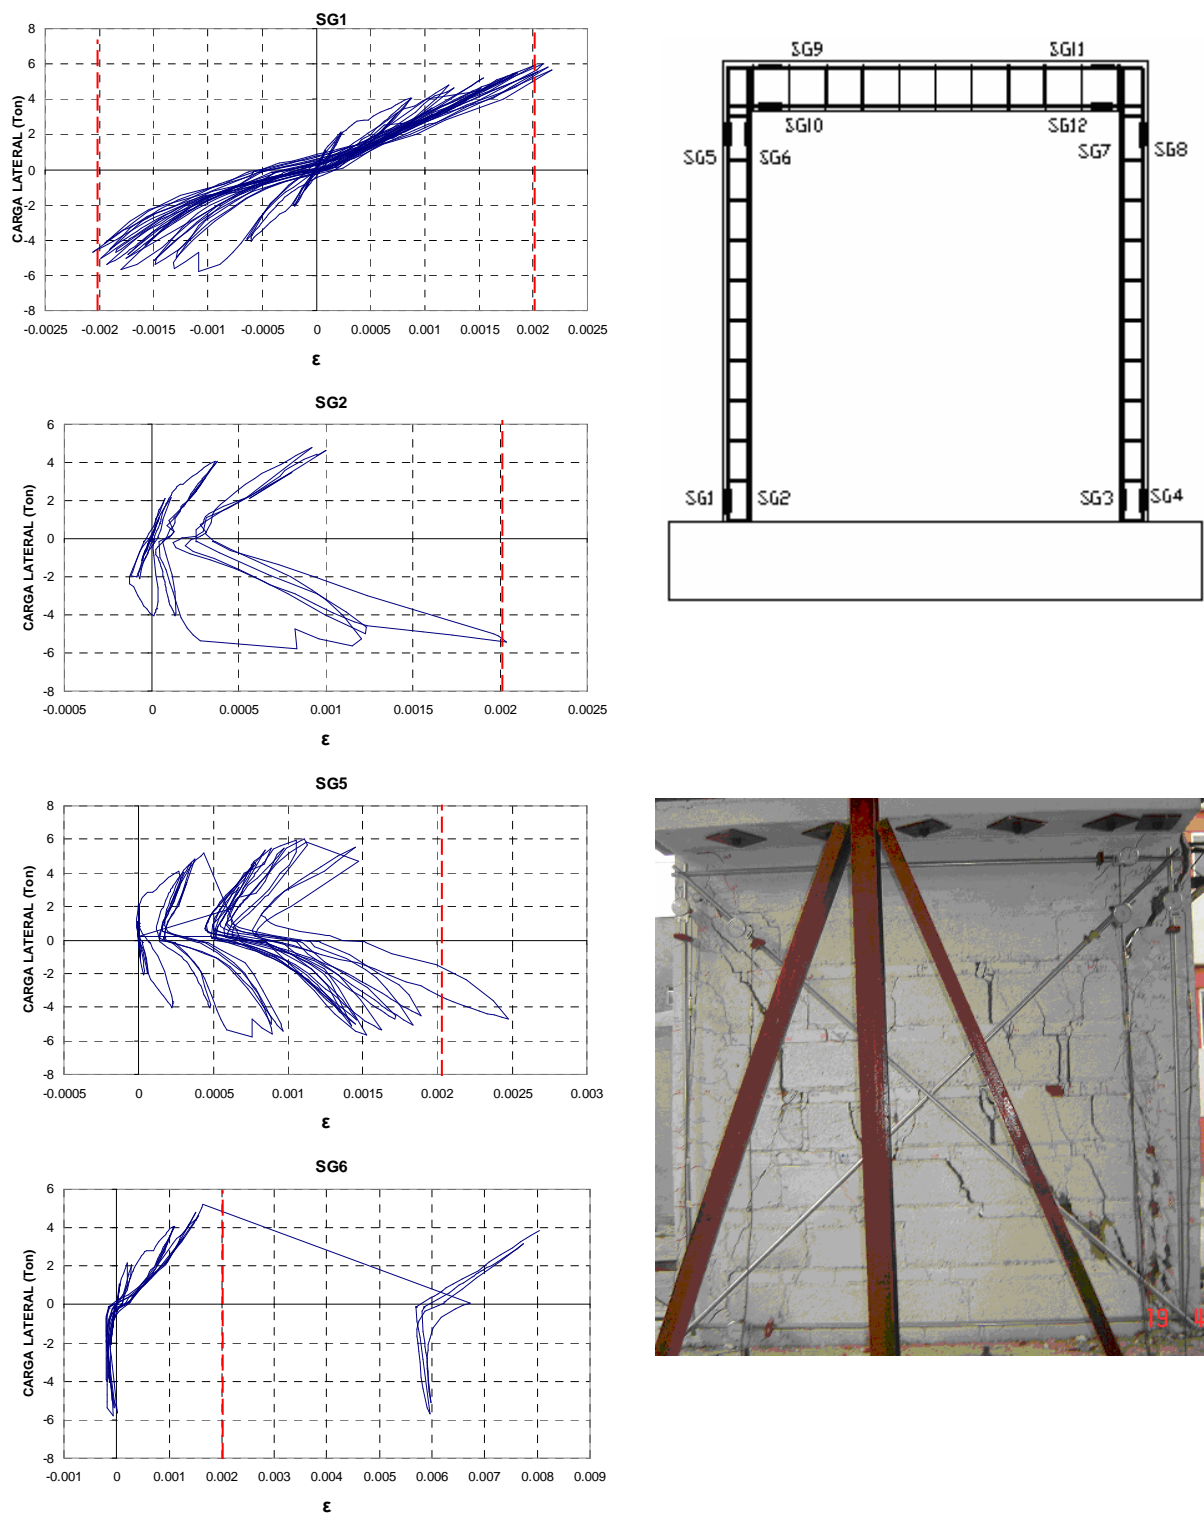 SG1
CARGA LATERAL (Ton)
8
6
4
2
0
-2
-4
-6
-8
-0.0025 -0.002 -0.0015 -0.001 -0.0005 0 0.0005 0.001 0.0015 0.002 0.0025
ε
SG2
CARGA LATERAL (Ton)
6
4
2
0
-2
-4
-6
-8
-0.0005 0 0.0005 0.001 0.0015 0.002 0.0025
ε
SG5
CARGA LATERAL (Ton)
8
6
4
2
0
-2
-4
-6
-8
-0.0005 0 0.0005 0.001 0.0015 0.002 0.0025 0.003
ε
SG6
CARGA LATERAL (Ton)
6
4
2
0
-2
-4
-6
-8
-0.001 0 0.001 0.002 0.003 0.004 0.005 0.006 0.007 0.008 0.009
ε
SG9 SG11
SG10 SG12
SG5 SG6 SG7 SG8
SG1 SG2 SG3 SG4
19